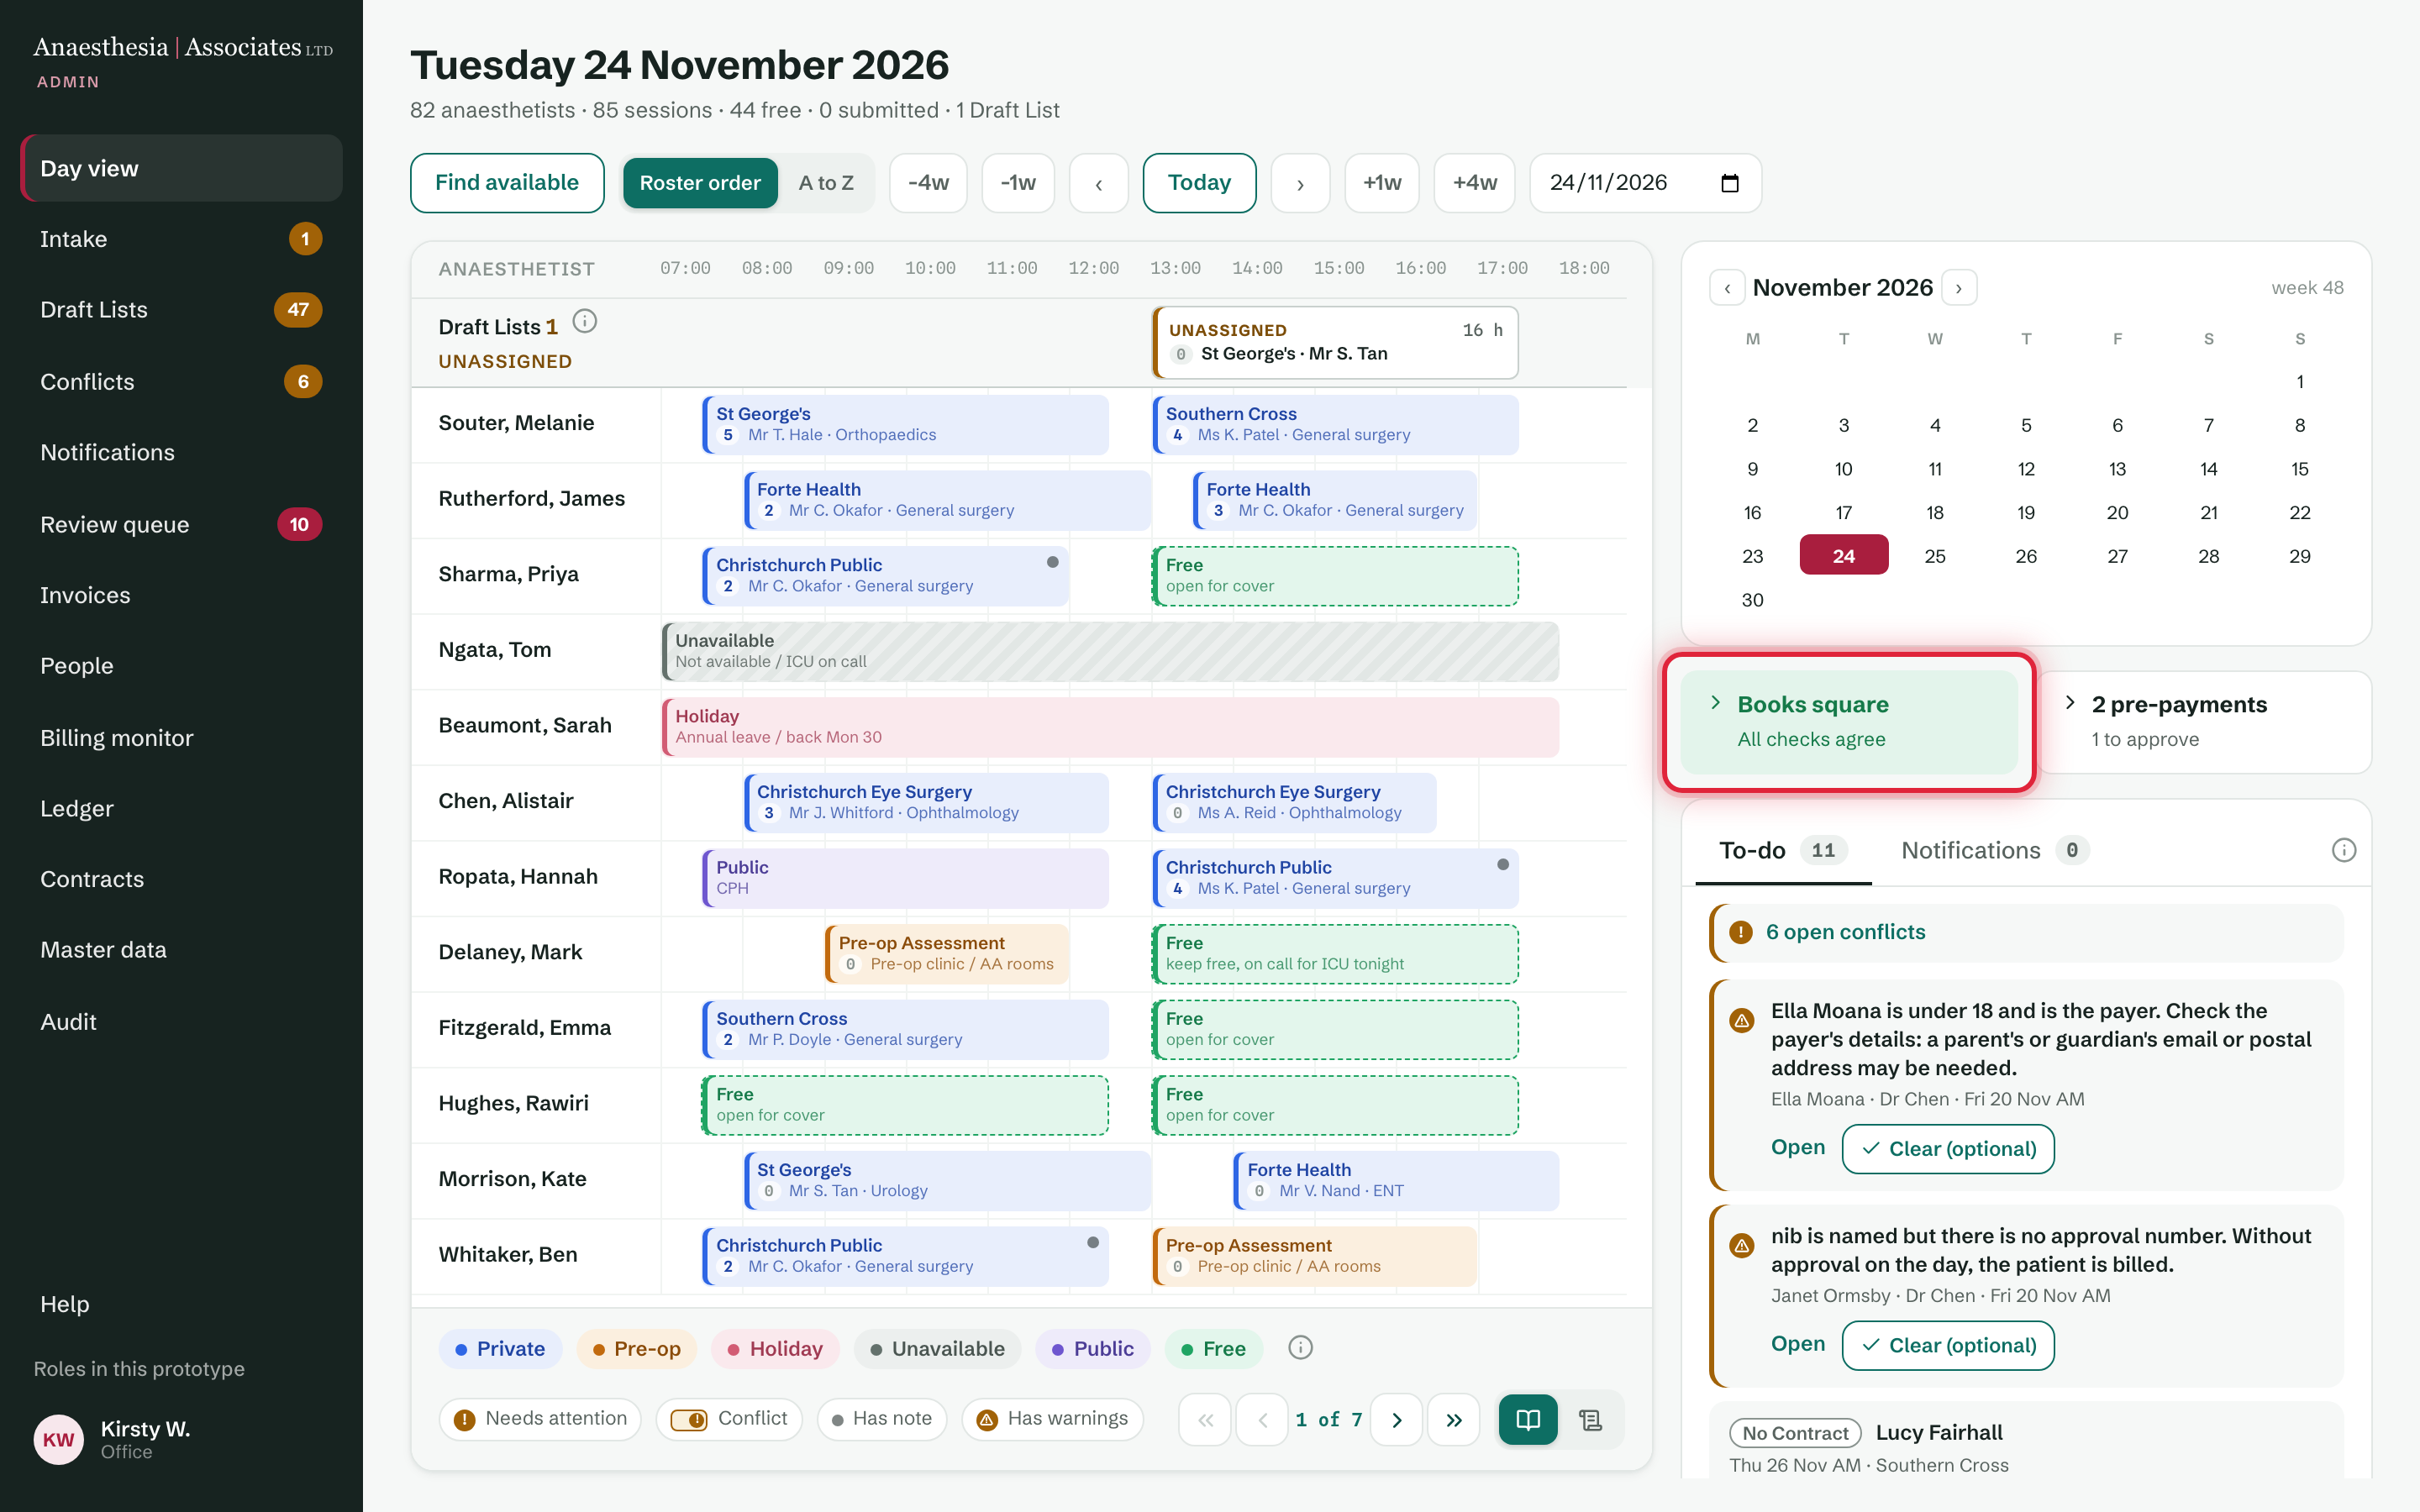 Anaesthesia | Associates LTD
ADMIN
Day view
Intake 1
Draft Lists 47
Conflicts 6
Notifications
Review queue 10
Invoices
People
Billing monitor
Ledger
Contracts
Master data
Audit
Help
Roles in this prototype
KW Kirsty W.
Office
Tuesday 24 November 2026
82 anaesthetists · 85 sessions · 44 free · 0 submitted · 1 Draft List
Find available Roster order A to Z -4w -1w ‹ Today › +1w +4w 24/11/2026
ANAESTHETIST 07:00 08:00 09:00 10:00 11:00 12:00 13:00 14:00 15:00 16:00 17:00 18:00
Draft Lists 1
UNASSIGNED
UNASSIGNED 16 h
0 St George's · Mr S. Tan
Souter, Melanie
St George's
5 Mr T. Hale · Orthopaedics
Southern Cross
4 Ms K. Patel · General surgery
Rutherford, James
Forte Health
2 Mr C. Okafor · General surgery
Forte Health
3 Mr C. Okafor · General surgery
Sharma, Priya
Christchurch Public
2 Mr C. Okafor · General surgery
Free
open for cover
Ngata, Tom
Unavailable
Not available / ICU on call
Beaumont, Sarah
Holiday
Annual leave / back Mon 30
Chen, Alistair
Christchurch Eye Surgery
3 Mr J. Whitford · Ophthalmology
Christchurch Eye Surgery
0 Ms A. Reid · Ophthalmology
Ropata, Hannah
Public
CPH
Christchurch Public
4 Ms K. Patel · General surgery
Delaney, Mark
Pre-op Assessment
0 Pre-op clinic / AA rooms
Free
keep free, on call for ICU tonight
Fitzgerald, Emma
Southern Cross
2 Mr P. Doyle · General surgery
Free
open for cover
Hughes, Rawiri
Free
open for cover
Free
open for cover
Morrison, Kate
St George's
0 Mr S. Tan · Urology
Forte Health
0 Mr V. Nand · ENT
Whitaker, Ben
Christchurch Public
2 Mr C. Okafor · General surgery
Pre-op Assessment
0 Pre-op clinic / AA rooms
Private Pre-op Holiday Unavailable Public Free
Needs attention Conflict Has note Has warnings « ‹ 1 of 7 › »
‹ November 2026 › week 48
M T W T F S S
1
2 3 4 5 6 7 8
9 10 11 12 13 14 15
16 17 18 19 20 21 22
23 24 25 26 27 28 29
30
Books square
All checks agree
2 pre-payments
1 to approve
To-do 11 Notifications 0
6 open conflicts
Ella Moana is under 18 and is the payer. Check the
payer's details: a parent's or guardian's email or postal
address may be needed.
Ella Moana · Dr Chen · Fri 20 Nov AM
Open ✓ Clear (optional)
nib is named but there is no approval number. Without
approval on the day, the patient is billed.
Janet Ormsby · Dr Chen · Fri 20 Nov AM
Open ✓ Clear (optional)
No Contract Lucy Fairhall
Thu 26 Nov AM · Southern Cross